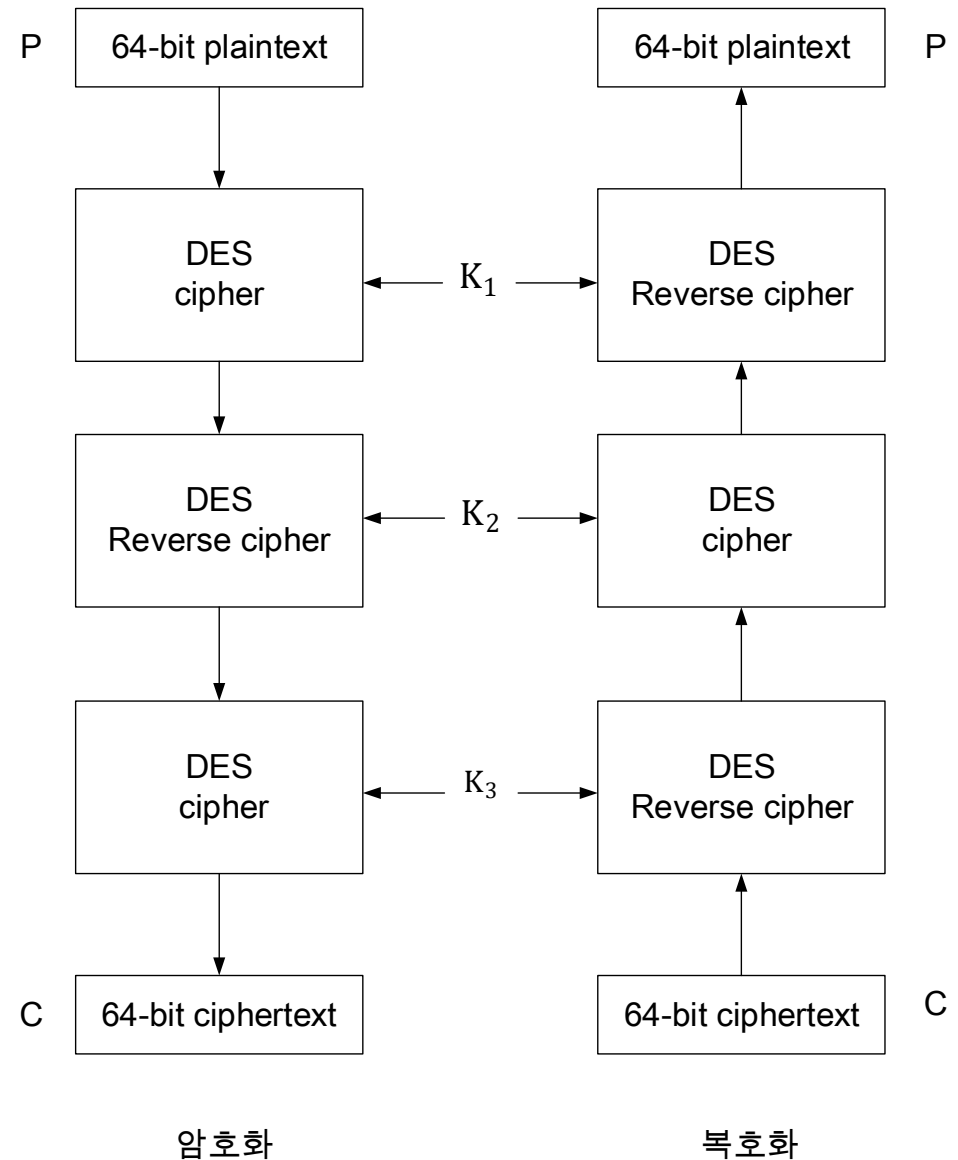 P
64-bit plaintext
64-bit plaintext
P
DES
cipher
K₁
DES
Reverse cipher
DES
Reverse cipher
K₂
DES
cipher
DES
cipher
K₃
DES
Reverse cipher
C
64-bit ciphertext
64-bit ciphertext
C
암호화
복호화